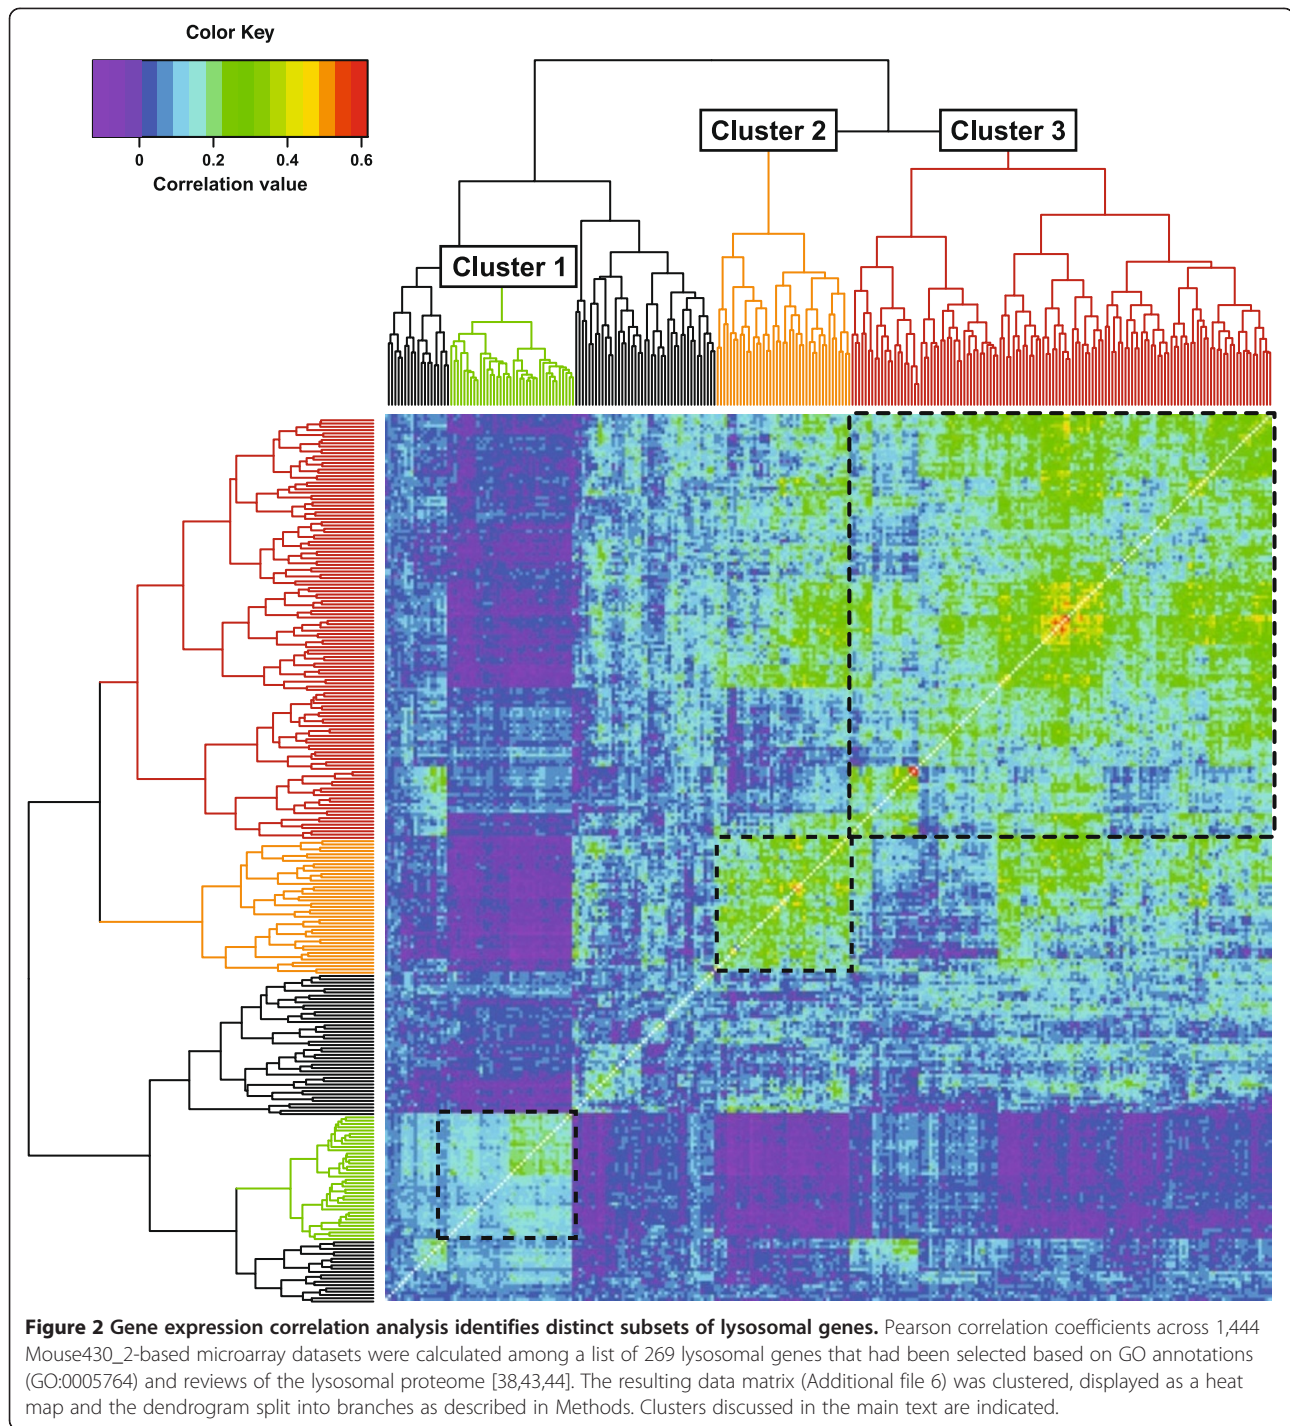 Color Key
0 0.2 0.4 0.6
Correlation value
Cluster 2
Cluster 3
Cluster 1
Figure 2 Gene expression correlation analysis identifies distinct subsets of lysosomal genes. Pearson correlation coefficients across 1,444
Mouse430_2-based microarray datasets were calculated among a list of 269 lysosomal genes that had been selected based on GO annotations
(GO:0005764) and reviews of the lysosomal proteome [38,43,44]. The resulting data matrix (Additional file 6) was clustered, displayed as a heat
map and the dendrogram split into branches as described in Methods. Clusters discussed in the main text are indicated.